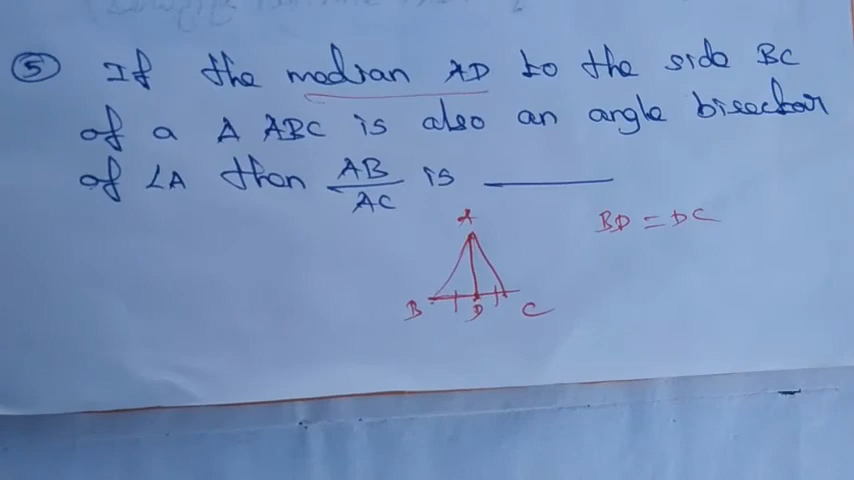 5 If the median AD to the side BC
of a Δ ABC is also an angle bisector
of ∠A then AB/AC is ______
BD = DC
A
B D C